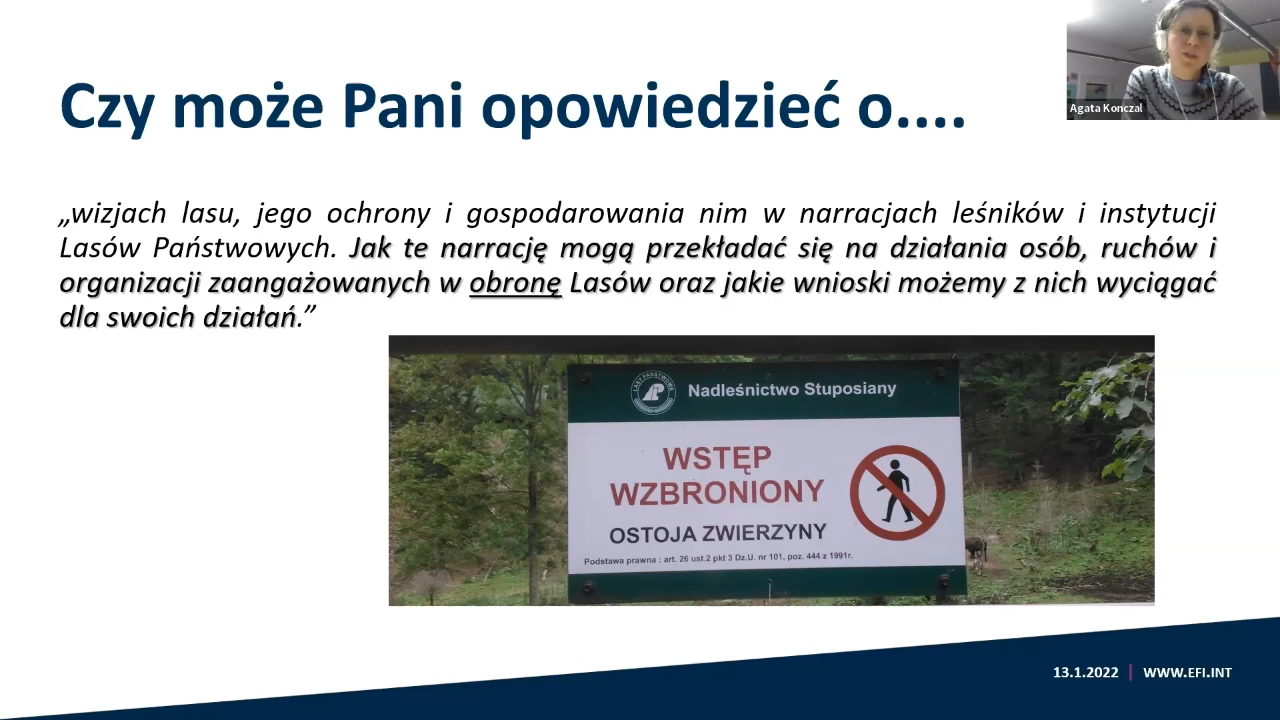 Czy może Pani opowiedzieć o....
Agata Konczal
„wizjach lasu, jego ochrony i gospodarowania nim w narracjach leśników i instytucji
Lasów Państwowych. Jak te narrację mogą przekładać się na działania osób, ruchów i
organizacji zaangażowanych w obronę Lasów oraz jakie wnioski możemy z nich wyciągać
dla swoich działań.”
LASY PAŃSTWOWE
Nadleśnictwo Stuposiany
WSTĘP
WZBRONIONY
OSTOJA ZWIERZYNY
Podstawa prawna : art. 26 ust.2 pkt 3 Dz.U. nr 101, poz. 444 z 1991r.
13.1.2022 | WWW.EFI.INT